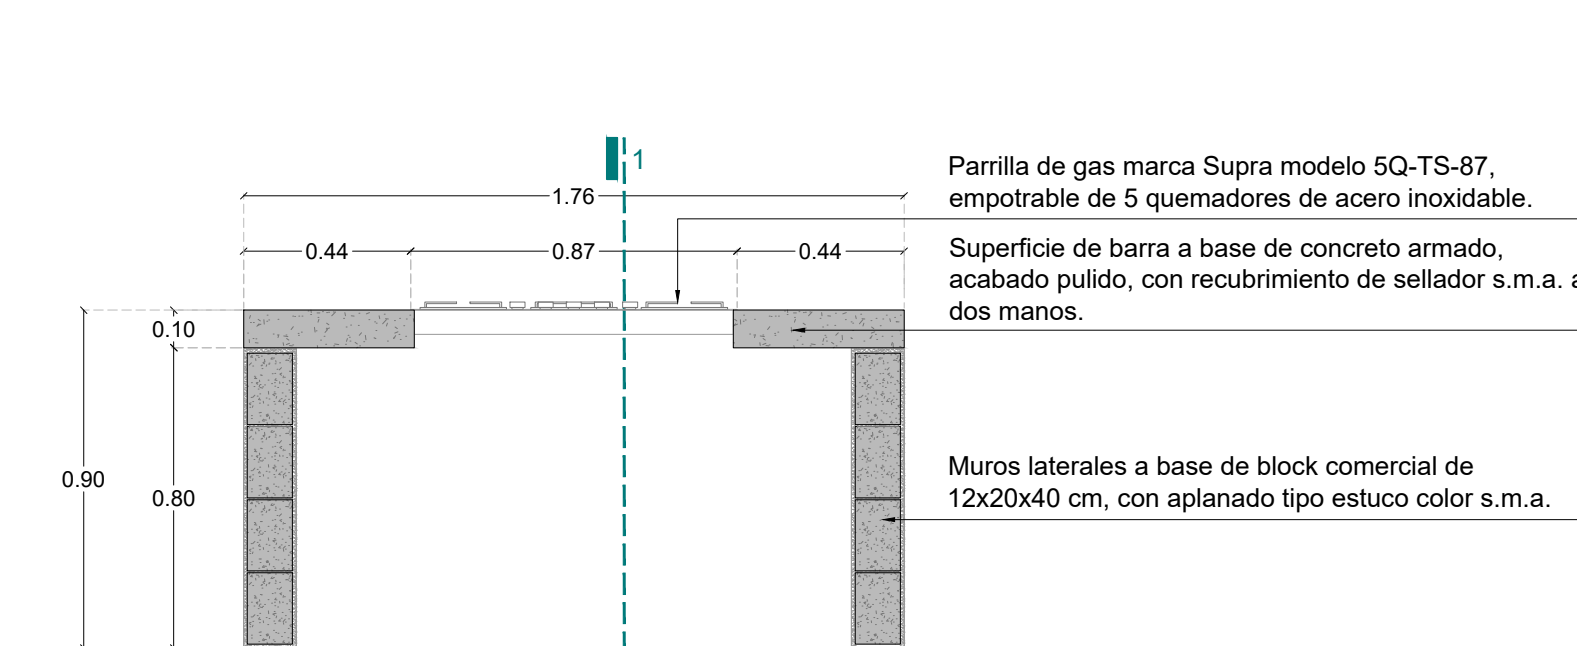 1
1.76
Parrilla de gas marca Supra modelo 5Q-TS-87,
empotrable de 5 quemadores de acero inoxidable.
0.44
0.87
0.44
Superficie de barra a base de concreto armado,
acabado pulido, con recubrimiento de sellador s.m.a. a
dos manos.
0.10
0.90
0.80
Muros laterales a base de block comercial de
12x20x40 cm, con aplanado tipo estuco color s.m.a.